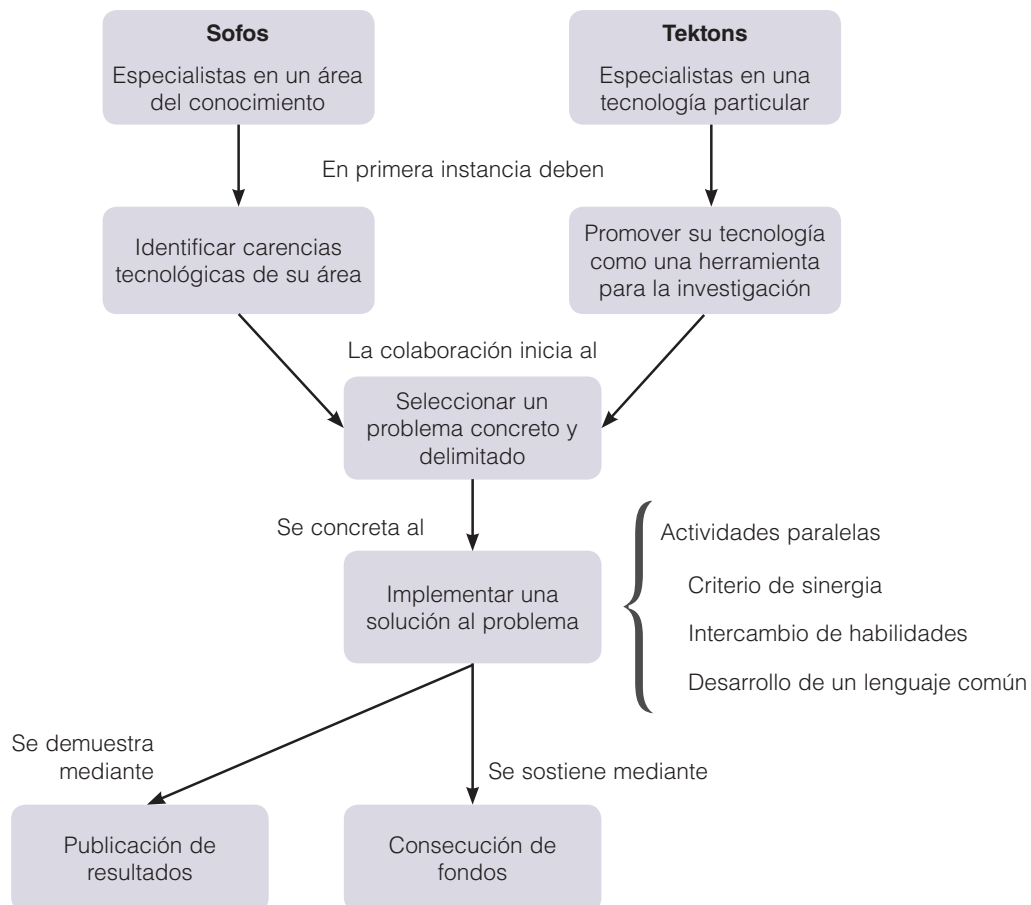 Sofos
Especialistas en un área
del conocimiento
Tektons
Especialistas en una
tecnología particular
En primera instancia deben
Identificar carencias
tecnológicas de su área
Promover su tecnología
como una herramienta
para la investigación
La colaboración inicia al
Seleccionar un
problema concreto y
delimitado
Se concreta al
Implementar una
solución al problema
Actividades paralelas
Criterio de sinergia
Intercambio de habilidades
Desarrollo de un lenguaje común
Se demuestra
mediante
Se sostiene mediante
Publicación de
resultados
Consecución de
fondos